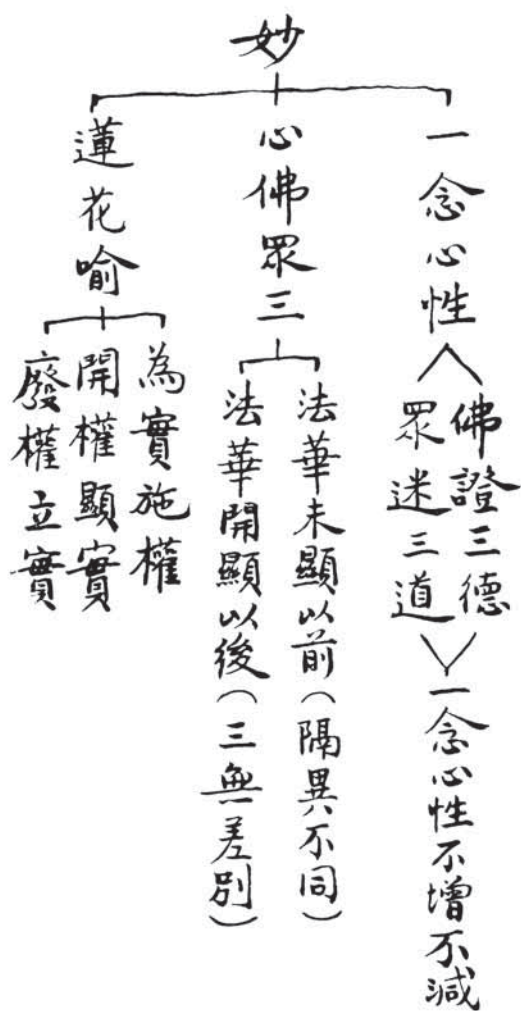 妙
一念心性
佛證三德
眾迷三道
一念心性不增不減
心佛眾三
法華未顯以前(隔異不同)
法華開顯以後(三無差別)
蓮花喻
為實施權
開權顯實
廢權立實